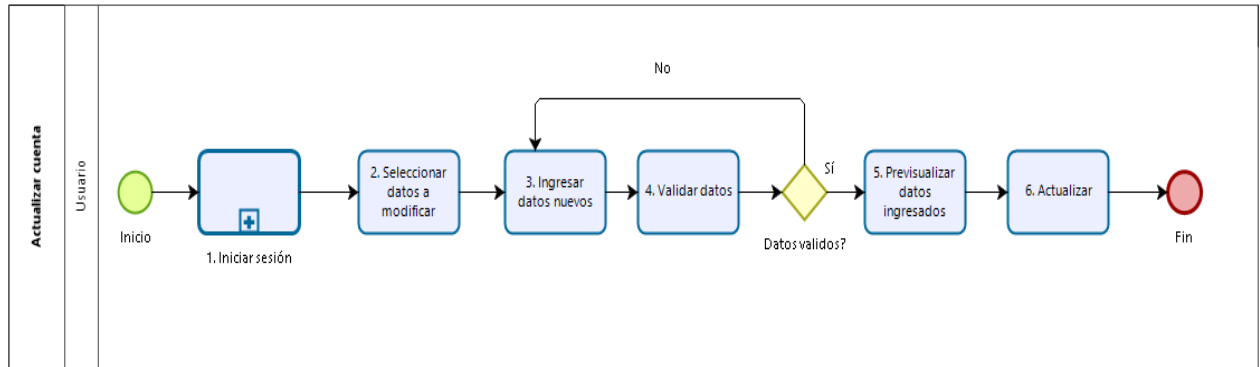 Actualizar cuenta
Usuario
Inicio
1. Iniciar sesión
2. Seleccionar
datos a
modificar
3. Ingresar
datos nuevos
4. Validar datos
No
Datos validos?
Sí
5. Previsualizar
datos
ingresados
6. Actualizar
Fin